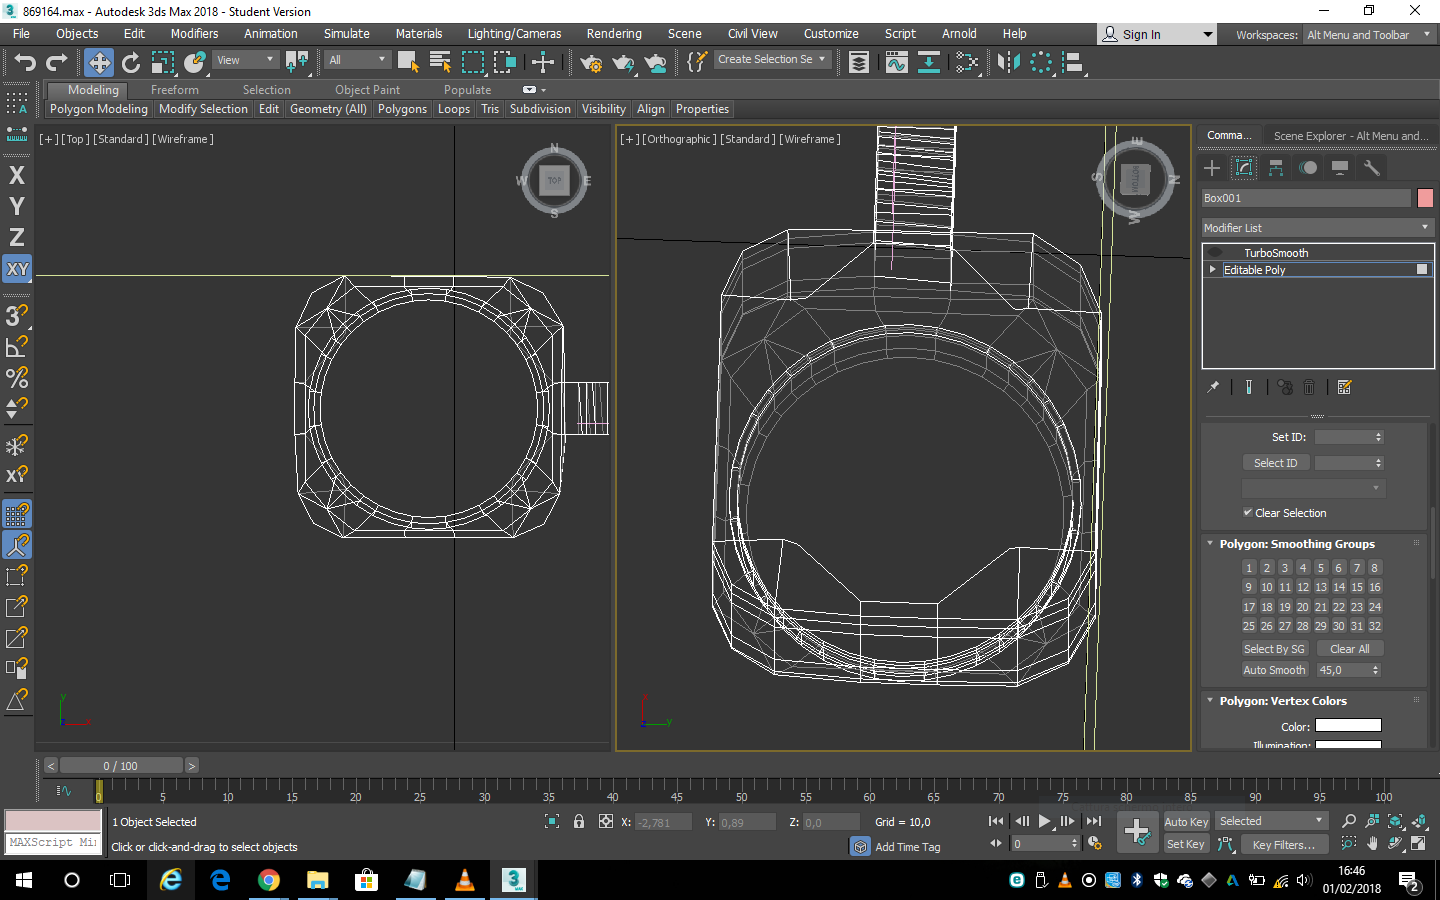 869164.max - Autodesk 3ds Max 2018 - Student Version
File Objects Edit Modifiers Animation Simulate Materials Lighting/Cameras Rendering Scene Civil View Customize Script Arnold Help Sign In Workspaces: Alt Menu and Toolbar
View All Create Selection Se
Modeling Freeform Selection Object Paint Populate
Polygon Modeling Modify Selection Edit Geometry (All) Polygons Loops Tris Subdivision Visibility Align Properties
[+] [Top] [Standard] [Wireframe]
N
W TOP E
S
[+] [Orthographic] [Standard] [Wireframe]
E
S BOTTOM N
W
X
Y
Z
XY
3
%
XY
y
x
x
y
Comma... Scene Explorer - Alt Menu and...
Box001
Modifier List
TurboSmooth
Editable Poly
Set ID:
Select ID
Clear Selection
Polygon: Smoothing Groups
1 2 3 4 5 6 7 8
9 10 11 12 13 14 15 16
17 18 19 20 21 22 23 24
25 26 27 28 29 30 31 32
Select By SG Clear All
Auto Smooth 45,0
Polygon: Vertex Colors
Color:
Illumination:
< 0 / 100 >
0 5 10 15 20 25 30 35 40 45 50 55 60 65 70 75 80 85 90 95 100
1 Object Selected X: -2,781 Y: 0,89 Z: 0,0 Grid = 10,0 Auto Key Selected
MAXScript Mi Click or click-and-drag to select objects Add Time Tag 0 Set Key Key Filters...
3
MAX
16:46
01/02/2018
2